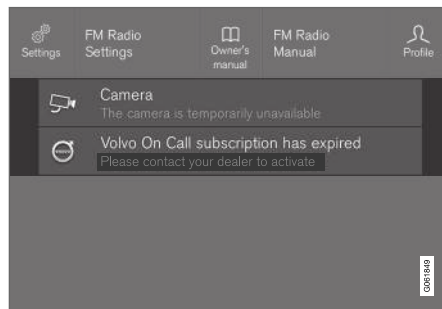 Settings
FM Radio
Settings
Owner's
manual
FM Radio
Manual
Profile
Camera
The camera is temporarily unavailable
Volvo On Call subscription has expired
Please contact your dealer to activate
G061849